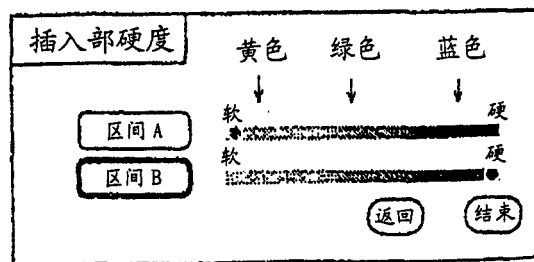 插入部硬度
黄色 绿色 蓝色
软 硬
区间 A
软 硬
区间 B
返回 结束